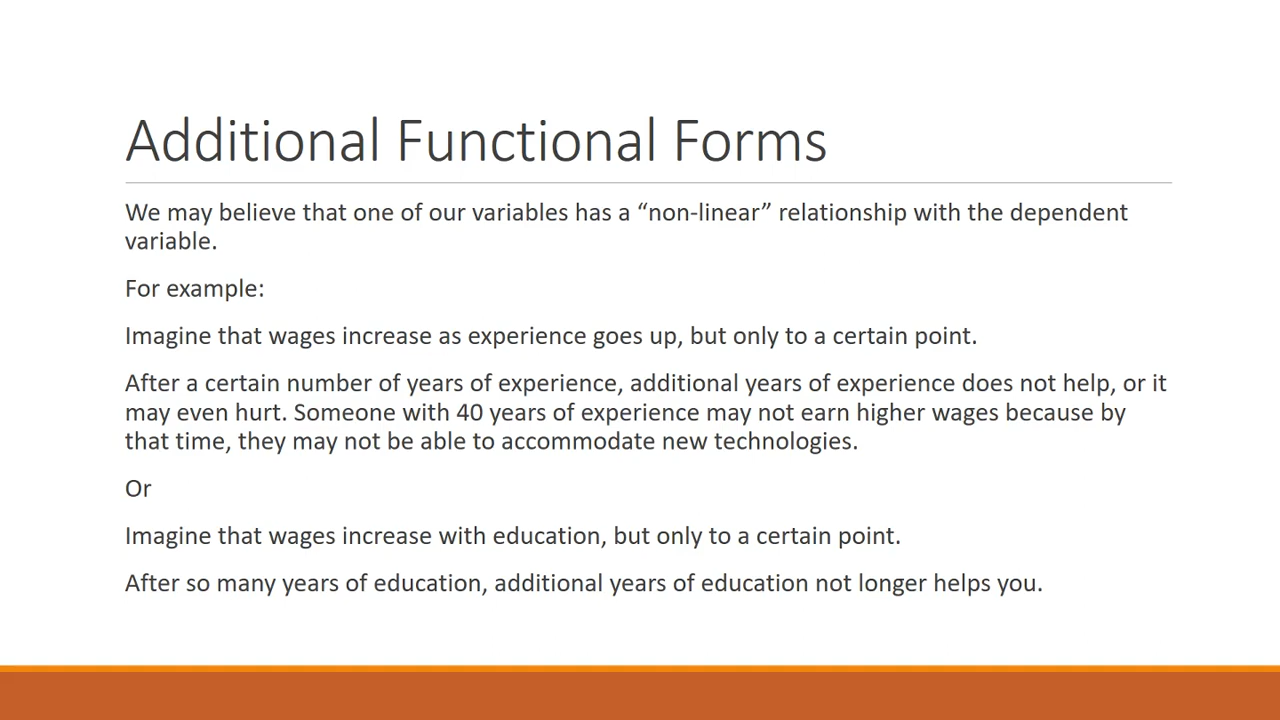 Additional Functional Forms
We may believe that one of our variables has a “non-linear” relationship with the dependent
variable.
For example:
Imagine that wages increase as experience goes up, but only to a certain point.
After a certain number of years of experience, additional years of experience does not help, or it
may even hurt. Someone with 40 years of experience may not earn higher wages because by
that time, they may not be able to accommodate new technologies.
Or
Imagine that wages increase with education, but only to a certain point.
After so many years of education, additional years of education not longer helps you.